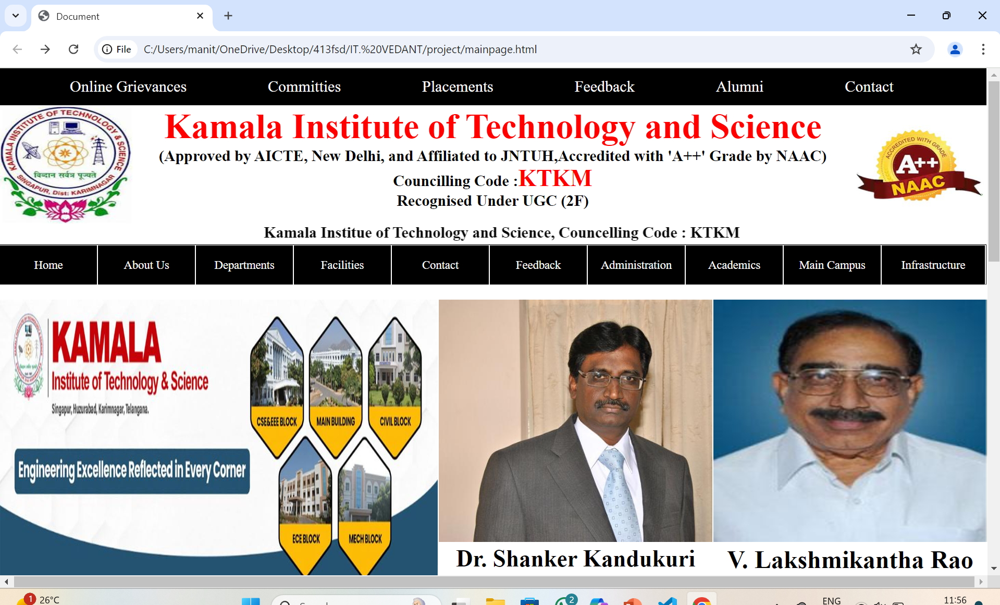 Document
File C:/Users/manit/OneDrive/Desktop/413fsd/IT.%20VEDANT/project/mainpage.html
Online Grievances Committies Placements Feedback Alumni Contact
KAMALA INSTITUTE OF TECHNOLOGY & SCIENCE
विद्दान सर्वत्र पूज्यते
SINGAPUR, Dist: KARIMNAGAR
Kamala Institute of Technology and Science
(Approved by AICTE, New Delhi, and Affiliated to JNTUH,Accredited with 'A++' Grade by NAAC)
Councilling Code :KTKM
Recognised Under UGC (2F)
ACCREDITED WITH GRADE
A++
NAAC
Kamala Institue of Technology and Science, Councelling Code : KTKM
Home About Us Departments Facilities Contact Feedback Administration Academics Main Campus Infrastructure
KAMALA
Institute of Technology & Science
Singapur, Huzurabad, Karimnagar, Telangana.
CSE&EEE BLOCK MAIN BUILDING CIVIL BLOCK
Engineering Excellence Reflected in Every Corner
ECE BLOCK MECH BLOCK
Dr. Shanker Kandukuri V. Lakshmikantha Rao
1 26°C 2 ENG 11:56